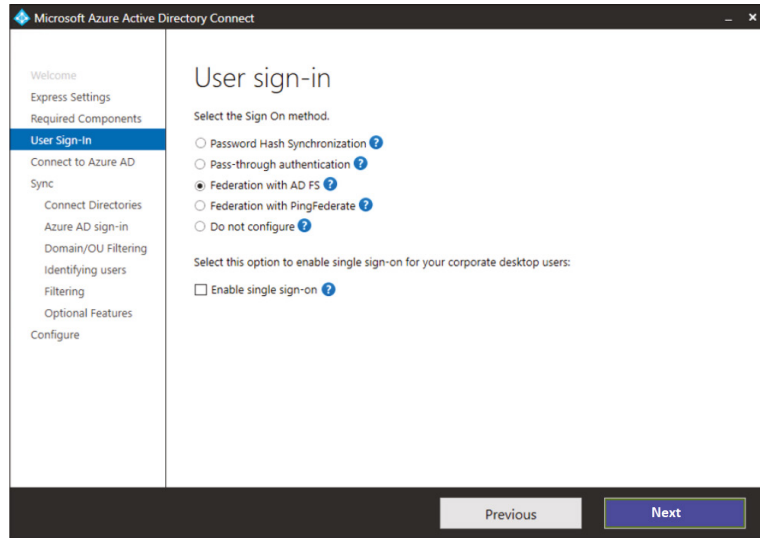 Microsoft Azure Active Directory Connect
Welcome
Express Settings
Required Components
User Sign-In
Connect to Azure AD
Sync
Connect Directories
Azure AD sign-in
Domain/OU Filtering
Identifying users
Filtering
Optional Features
Configure
User sign-in
Select the Sign On method.
Password Hash Synchronization ?
Pass-through authentication ?
Federation with AD FS ?
Federation with PingFederate ?
Do not configure ?
Select this option to enable single sign-on for your corporate desktop users:
Enable single sign-on ?
Previous
Next